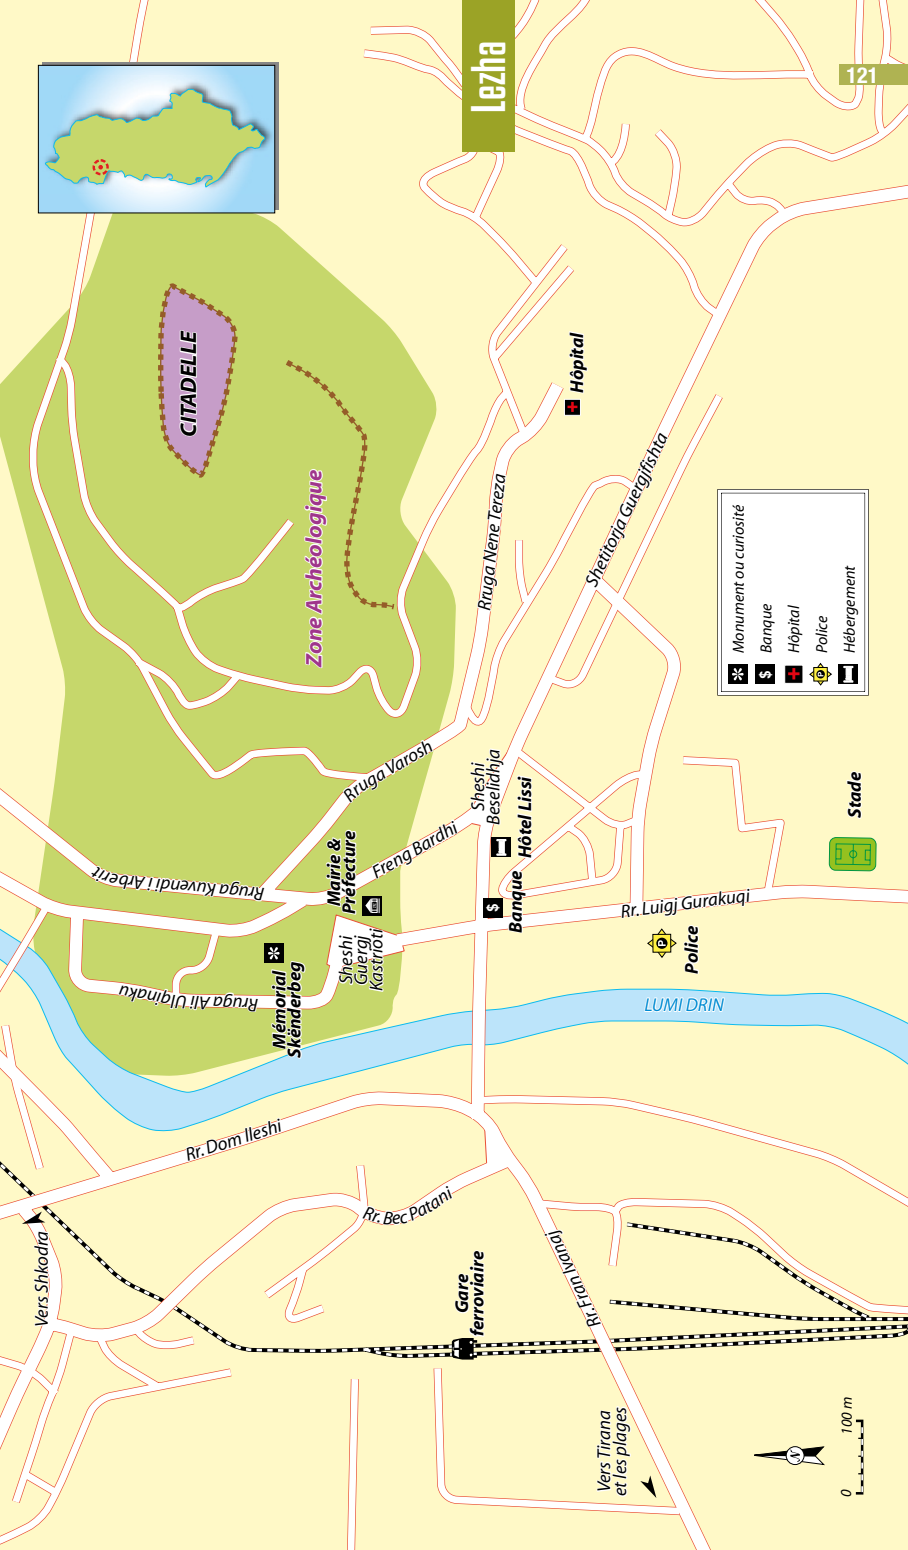 Lezha
121
CITADELLE
Zone Archéologique
Hôpital
Rruga Nene Tereza
Shetitorja Guergjfishta
Monument ou curiosité
Banque
Hôpital
Police
Hébergement
Rruga Varosh
Sheshi
Beselidhja
Hôtel Lissi
Stade
Freng Bardhi
Mairie &
Préfecture
Rruga Kuvendi i Arberit
Banque
Rr. Luigj Gurakuqi
Sheshi
Guergj
Kastrioti
Police
Mémorial
Skënderbeg
Rruga Ali Ulqinaku
LUMI DRIN
Rr. Dom Ileshi
Rr. Bec Patani
Vers Shkodra
Gare
ferroviaire
Rr. Fran Ivanaj
Vers Tirana
et les plages
N
0 100 m